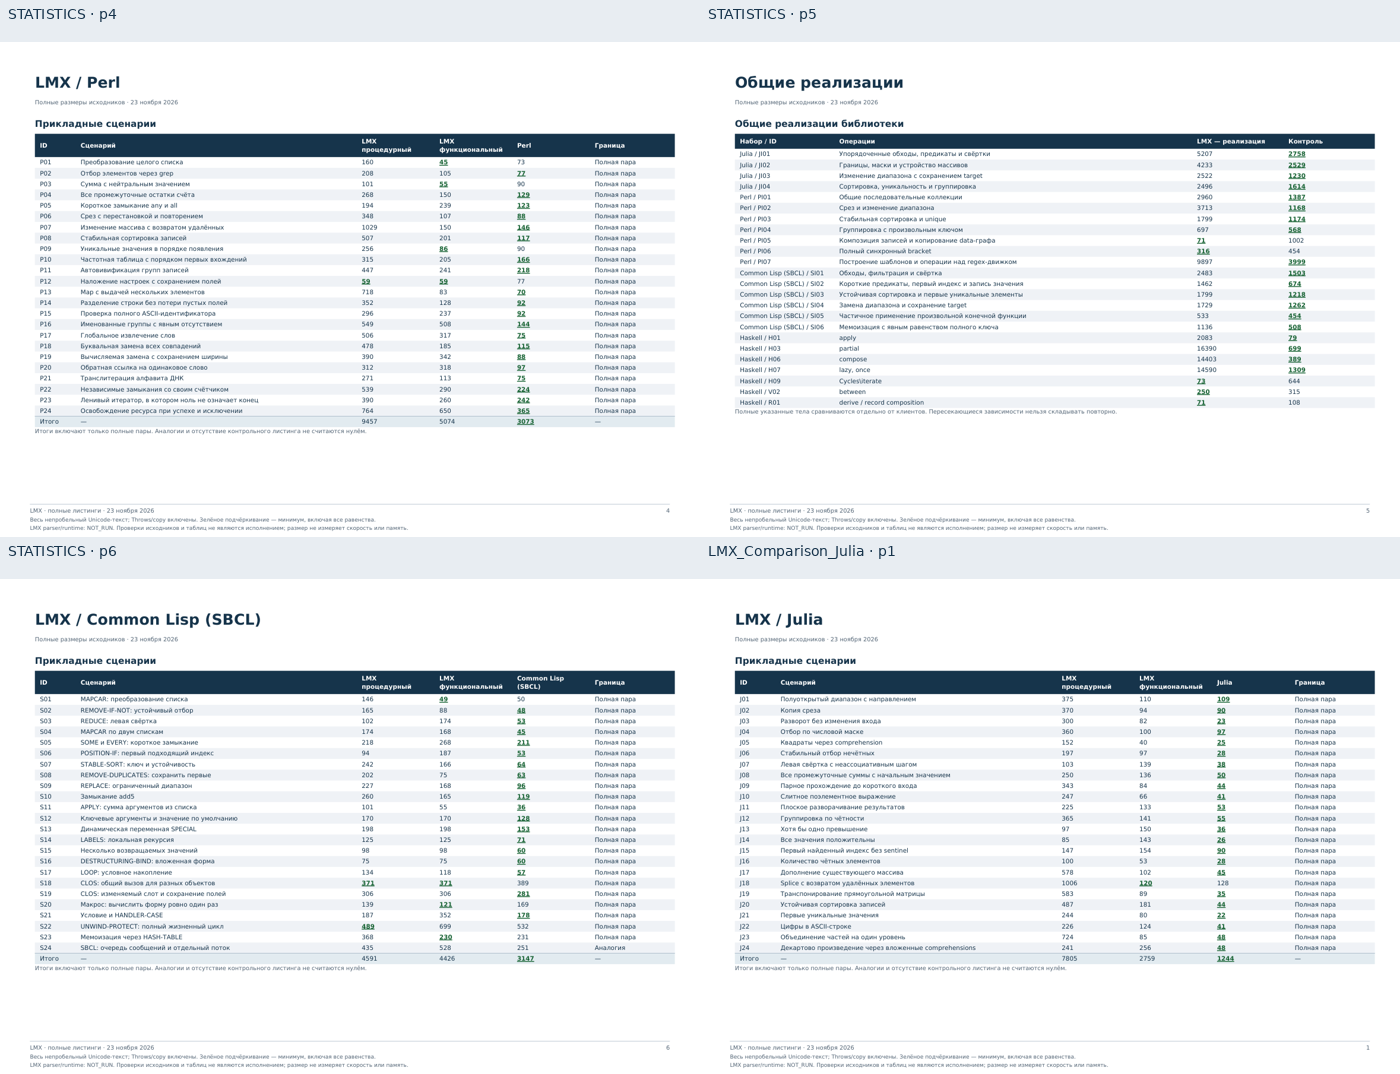 STATISTICS · p4
LMX / Perl
Полные размеры исходников · 23 ноября 2026
Прикладные сценарии
ID Сценарий LMX процедурный LMX функциональный Perl Граница
P01 Преобразование целого списка 160 45 73 Полная пара
P02 Отбор элементов через grep 208 105 77 Полная пара
P03 Сумма с нейтральным значением 101 55 90 Полная пара
P04 Все промежуточные остатки счёта 268 150 129 Полная пара
P05 Короткое замыкание any и all 194 239 123 Полная пара
P06 Срез с перестановкой и повторением 348 107 88 Полная пара
P07 Изменение массива с возвратом удалённых 1029 150 146 Полная пара
P08 Стабильная сортировка записей 507 201 117 Полная пара
P09 Уникальные значения в порядке появления 256 86 90 Полная пара
P10 Частотная таблица с порядком первых вхождений 315 205 166 Полная пара
P11 Автовивификация групп записей 447 241 218 Полная пара
P12 Наложение настроек с сохранением полей 59 59 77 Полная пара
P13 Map с выдачей нескольких элементов 718 83 70 Полная пара
P14 Разделение строки без потери пустых полей 352 128 92 Полная пара
P15 Проверка полного ASCII-идентификатора 296 237 92 Полная пара
P16 Именованные группы с явным отсутствием 549 508 144 Полная пара
P17 Глобальное извлечение слов 506 317 75 Полная пара
P18 Буквальная замена всех совпадений 478 185 115 Полная пара
P19 Вычисляемая замена с сохранением ширины 390 342 88 Полная пара
P20 Обратная ссылка на одинаковое слово 312 318 97 Полная пара
P21 Транслитерация алфавита ДНК 271 113 75 Полная пара
P22 Независимые замыкания со своим счётчиком 539 290 224 Полная пара
P23 Ленивый итератор, в котором ноль не означает конец 390 260 242 Полная пара
P24 Освобождение ресурса при успехе и исключении 764 650 365 Полная пара
Итого — 9457 5074 3073 —
Итоги включают только полные пары. Аналогии и отсутствие контрольного листинга не считаются нулём.
LMX · полные листинги · 23 ноября 2026 4
Весь непробельный Unicode-текст; Throws/copy включены. Зелёное подчёркивание — минимум, включая все равенства.
LMX parser/runtime: NOT_RUN. Проверки исходников и таблиц не являются исполнением; размер не измеряет скорость или память.
STATISTICS · p5
Общие реализации
Полные размеры исходников · 23 ноября 2026
Общие реализации библиотеки
Набор / ID Операции LMX — реализация Контроль
Julia / JI01 Упорядоченные обходы, предикаты и свёртки 5207 2758
Julia / JI02 Границы, маски и устройство массивов 4233 2529
Julia / JI03 Изменение диапазона с сохранением target 2522 1230
Julia / JI04 Сортировка, уникальность и группировка 2496 1614
Perl / PI01 Общие последовательные коллекции 2960 1387
Perl / PI02 Срез и изменение диапазона 3713 1168
Perl / PI03 Стабильная сортировка и unique 1799 1174
Perl / PI04 Группировка с произвольным ключом 697 568
Perl / PI05 Композиция записей и копирование data-графа 71 1002
Perl / PI06 Полный синхронный bracket 316 454
Perl / PI07 Построение шаблонов и операции над regex-движком 9897 3999
Common Lisp (SBCL) / SI01 Обходы, фильтрация и свёртка 2483 1503
Common Lisp (SBCL) / SI02 Короткие предикаты, первый индекс и запись значения 1462 674
Common Lisp (SBCL) / SI03 Устойчивая сортировка и первые уникальные элементы 1799 1218
Common Lisp (SBCL) / SI04 Замена диапазона и сохранение target 1729 1262
Common Lisp (SBCL) / SI05 Частичное применение произвольной конечной функции 533 454
Common Lisp (SBCL) / SI06 Мемоизация с явным равенством полного ключа 1136 508
Haskell / H01 apply 2083 79
Haskell / H03 partial 16390 699
Haskell / H06 compose 14403 389
Haskell / H07 lazy, once 14590 1309
Haskell / H09 Cycles\iterate 73 644
Haskell / V02 between 250 315
Haskell / R01 derive / record composition 71 108
Полные указанные тела сравниваются отдельно от клиентов. Пересекающиеся зависимости нельзя складывать повторно.
LMX · полные листинги · 23 ноября 2026 5
Весь непробельный Unicode-текст; Throws/copy включены. Зелёное подчёркивание — минимум, включая все равенства.
LMX parser/runtime: NOT_RUN. Проверки исходников и таблиц не являются исполнением; размер не измеряет скорость или память.
STATISTICS · p6
LMX / Common Lisp (SBCL)
Полные размеры исходников · 23 ноября 2026
Прикладные сценарии
ID Сценарий LMX процедурный LMX функциональный Common Lisp (SBCL) Граница
S01 MAPCAR: преобразование списка 146 49 50 Полная пара
S02 REMOVE-IF-NOT: устойчивый отбор 165 88 48 Полная пара
S03 REDUCE: левая свёртка 102 174 53 Полная пара
S04 MAPCAR по двум спискам 174 168 45 Полная пара
S05 SOME и EVERY: короткое замыкание 218 268 211 Полная пара
S06 POSITION-IF: первый подходящий индекс 94 187 53 Полная пара
S07 STABLE-SORT: ключ и устойчивость 242 166 64 Полная пара
S08 REMOVE-DUPLICATES: сохранить первые 202 75 63 Полная пара
S09 REPLACE: ограниченный диапазон 227 168 96 Полная пара
S10 Замыкание add5 260 165 119 Полная пара
S11 APPLY: сумма аргументов из списка 101 55 36 Полная пара
S12 Ключевые аргументы и значение по умолчанию 170 170 128 Полная пара
S13 Динамическая переменная SPECIAL 198 198 153 Полная пара
S14 LABELS: локальная рекурсия 125 125 71 Полная пара
S15 Несколько возвращаемых значений 98 98 60 Полная пара
S16 DESTRUCTURING-BIND: вложенная форма 75 75 60 Полная пара
S17 LOOP: условное накопление 134 118 57 Полная пара
S18 CLOS: общий вызов для разных объектов 371 371 389 Полная пара
S19 CLOS: изменяемый слот и сохранение полей 306 306 281 Полная пара
S20 Макрос: вычислить форму ровно один раз 139 121 169 Полная пара
S21 Условие и HANDLER-CASE 187 352 178 Полная пара
S22 UNWIND-PROTECT: полный жизненный цикл 489 699 532 Полная пара
S23 Мемоизация через HASH-TABLE 368 230 231 Полная пара
S24 SBCL: очередь сообщений и отдельный поток 435 528 251 Аналогия
Итого — 4591 4426 3147 —
Итоги включают только полные пары. Аналогии и отсутствие контрольного листинга не считаются нулём.
LMX · полные листинги · 23 ноября 2026 6
Весь непробельный Unicode-текст; Throws/copy включены. Зелёное подчёркивание — минимум, включая все равенства.
LMX parser/runtime: NOT_RUN. Проверки исходников и таблиц не являются исполнением; размер не измеряет скорость или память.
LMX_Comparison_Julia · p1
LMX / Julia
Полные размеры исходников · 23 ноября 2026
Прикладные сценарии
ID Сценарий LMX процедурный LMX функциональный Julia Граница
J01 Полуоткрытый диапазон с направлением 375 110 109 Полная пара
J02 Копия среза 370 94 90 Полная пара
J03 Разворот без изменения входа 300 82 23 Полная пара
J04 Отбор по числовой маске 360 100 97 Полная пара
J05 Квадраты через comprehension 152 40 25 Полная пара
J06 Стабильный отбор нечётных 197 97 28 Полная пара
J07 Левая свёртка с неассоциативным шагом 103 139 38 Полная пара
J08 Все промежуточные суммы с начальным значением 250 136 50 Полная пара
J09 Парное прохождение до короткого входа 343 84 44 Полная пара
J10 Слитное поэлементное выражение 247 66 41 Полная пара
J11 Плоское разворачивание результатов 225 133 53 Полная пара
J12 Группировка по чётности 365 141 55 Полная пара
J13 Хотя бы одно превышение 97 150 36 Полная пара
J14 Все значения положительны 85 143 26 Полная пара
J15 Первый найденный индекс без sentinel 147 154 90 Полная пара
J16 Количество чётных элементов 100 53 28 Полная пара
J17 Дополнение существующего массива 578 102 45 Полная пара
J18 Splice с возвратом удалённых элементов 1006 120 128 Полная пара
J19 Транспонирование прямоугольной матрицы 583 89 35 Полная пара
J20 Устойчивая сортировка записей 487 181 44 Полная пара
J21 Первые уникальные значения 244 80 22 Полная пара
J22 Цифры в ASCII-строке 226 124 41 Полная пара
J23 Объединение частей на один уровень 724 85 48 Полная пара
J24 Декартово произведение через вложенные comprehensions 241 256 48 Полная пара
Итого — 7805 2759 1244 —
Итоги включают только полные пары. Аналогии и отсутствие контрольного листинга не считаются нулём.
LMX · полные листинги · 23 ноября 2026 1
Весь непробельный Unicode-текст; Throws/copy включены. Зелёное подчёркивание — минимум, включая все равенства.
LMX parser/runtime: NOT_RUN. Проверки исходников и таблиц не являются исполнением; размер не измеряет скорость или память.